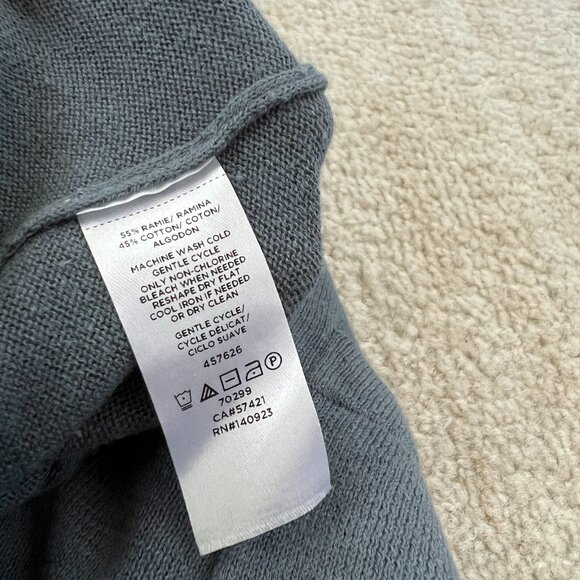 55% RAMIE/ RAMINA
45% COTTON/ COTON/
ALGODON
MACHINE WASH COLD
GENTLE CYCLE
ONLY NON-CHLORINE
BLEACH WHEN NEEDED
RESHAPE DRY FLAT
COOL IRON IF NEEDED
OR DRY CLEAN
GENTLE CYCLE/
CYCLE DÉLICAT/
CICLO SUAVE
457626
P
70299
CA#57421
RN#140923